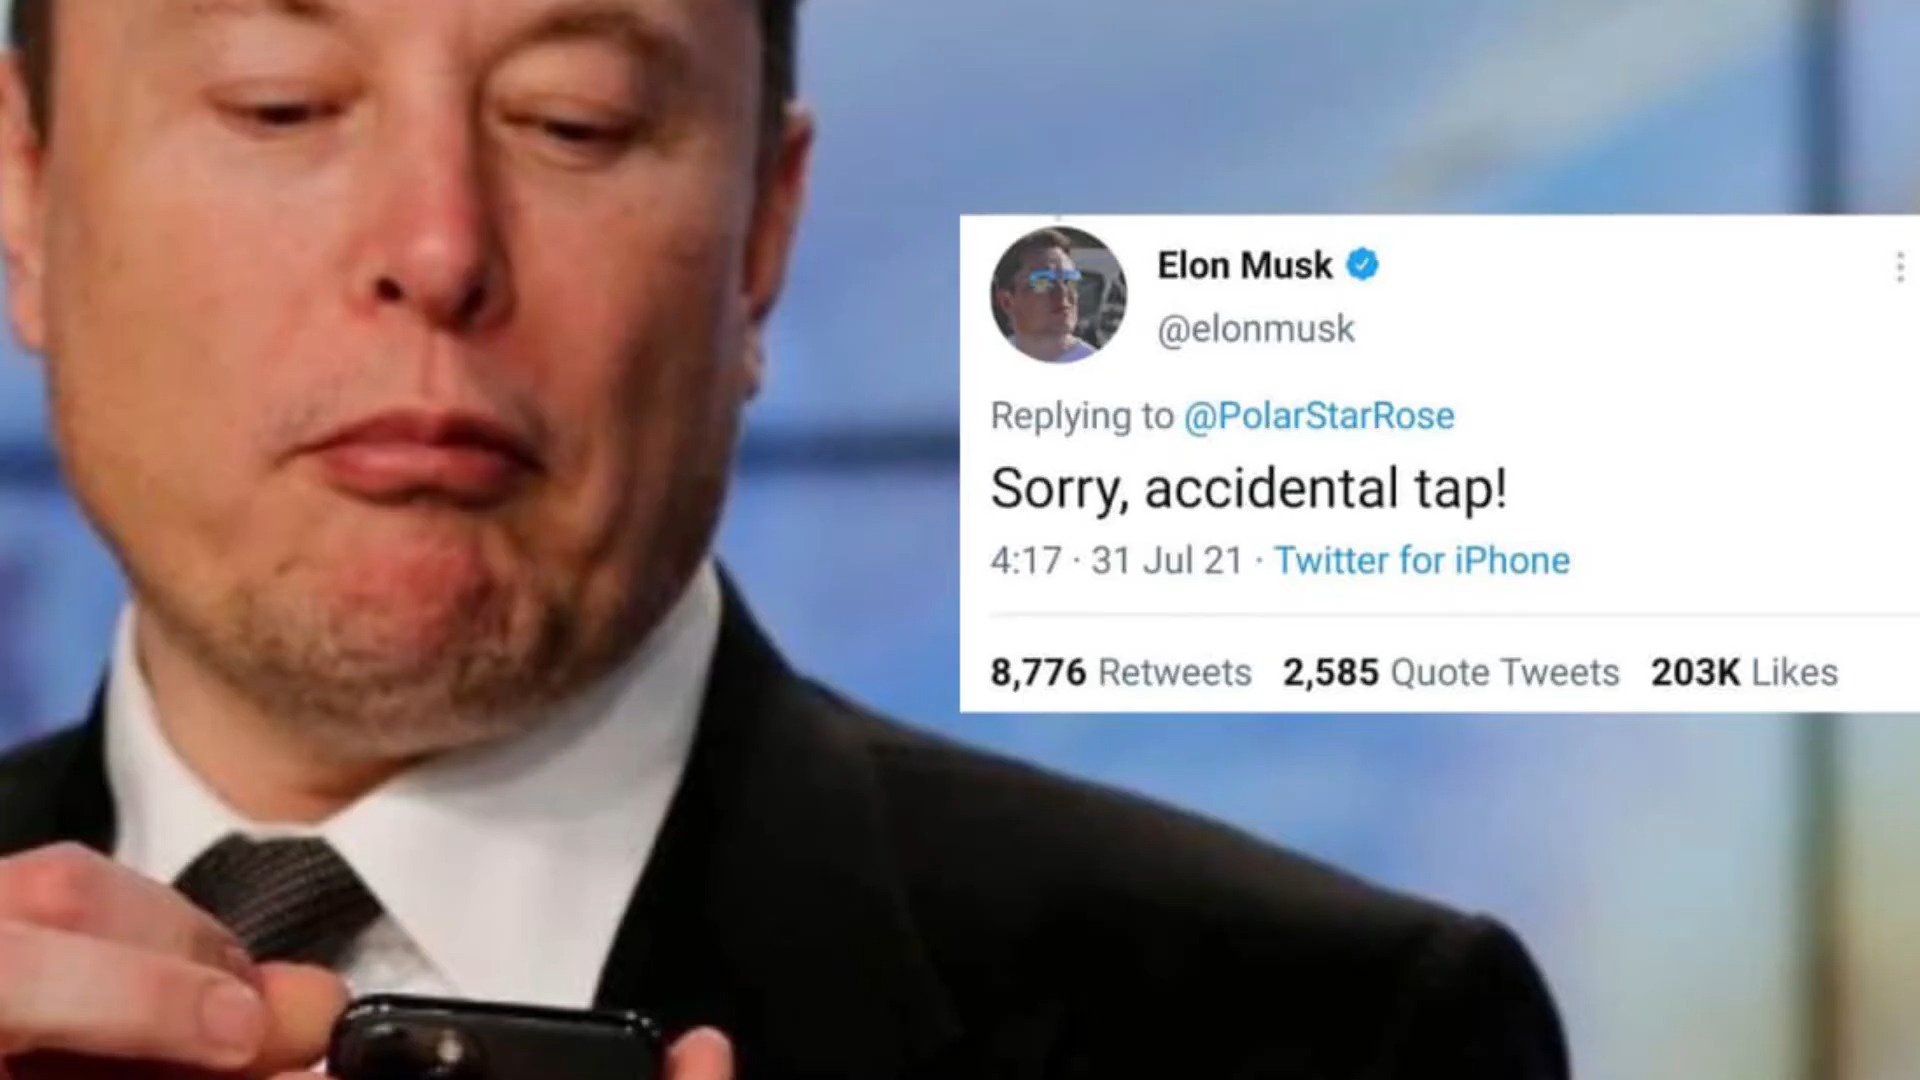 Elon Musk
@elonmusk
Replying to @PolarStarRose
Sorry, accidental tap!
4:17 · 31 Jul 21 · Twitter for iPhone
8,776 Retweets 2,585 Quote Tweets 203K Likes